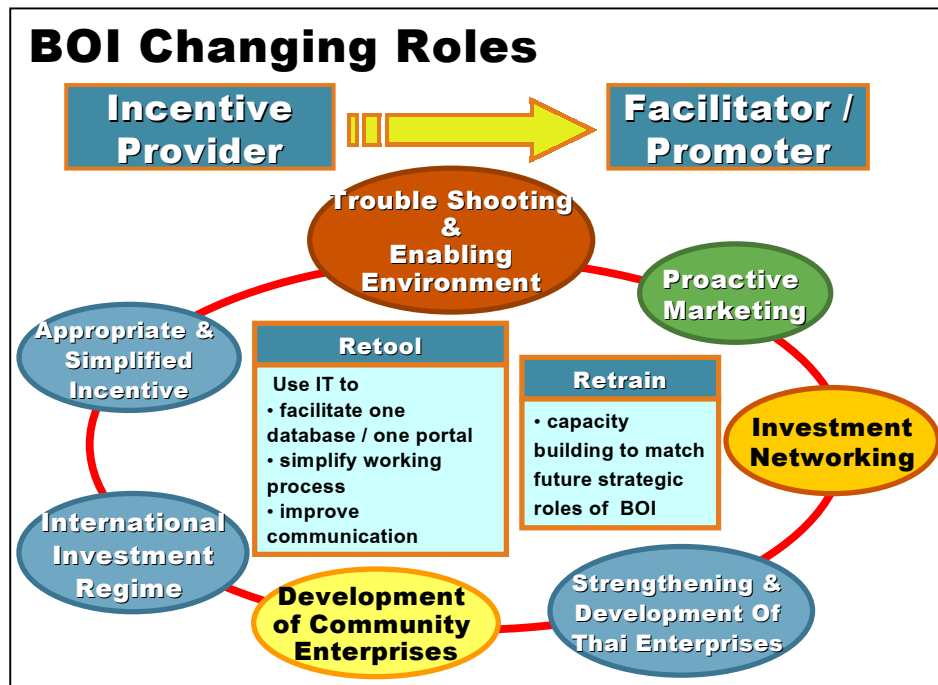 BOI Changing Roles
Incentive
Provider
Facilitator /
Promoter
Trouble Shooting
&
Enabling
Environment
Proactive
Marketing
Appropriate &
Simplified
Incentive
Retool
Use IT to
• facilitate one
database / one portal
• simplify working
process
• improve
communication
Retrain
• capacity
building to match
future strategic
roles of BOI
Investment
Networking
International
Investment
Regime
Development
of Community
Enterprises
Strengthening &
Development Of
Thai Enterprises